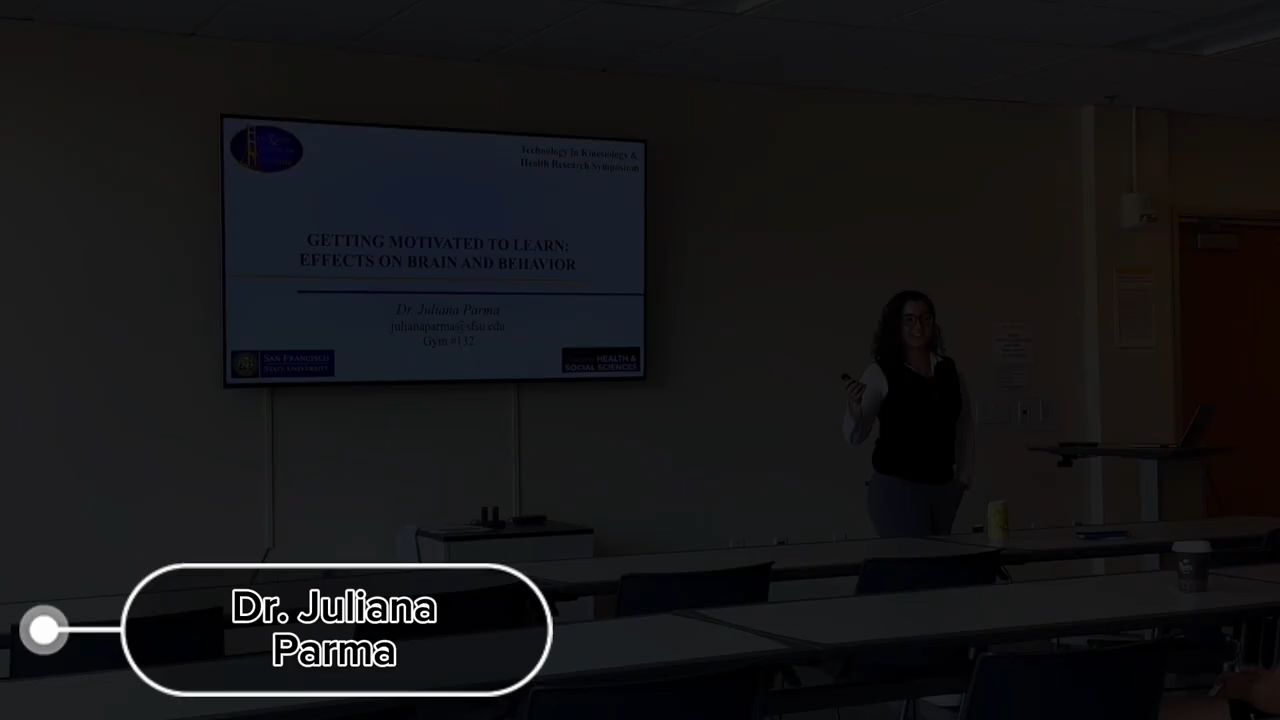 Technology in Kinesiology &
Health Research Symposium
GETTING MOTIVATED TO LEARN:
EFFECTS ON BRAIN AND BEHAVIOR
Dr. Juliana Parma
julianaparma@sfsu.edu
Gym #132
SAN FRANCISCO
STATE UNIVERSITY
HEALTH &
SOCIAL SCIENCES
Dr. Juliana
Parma